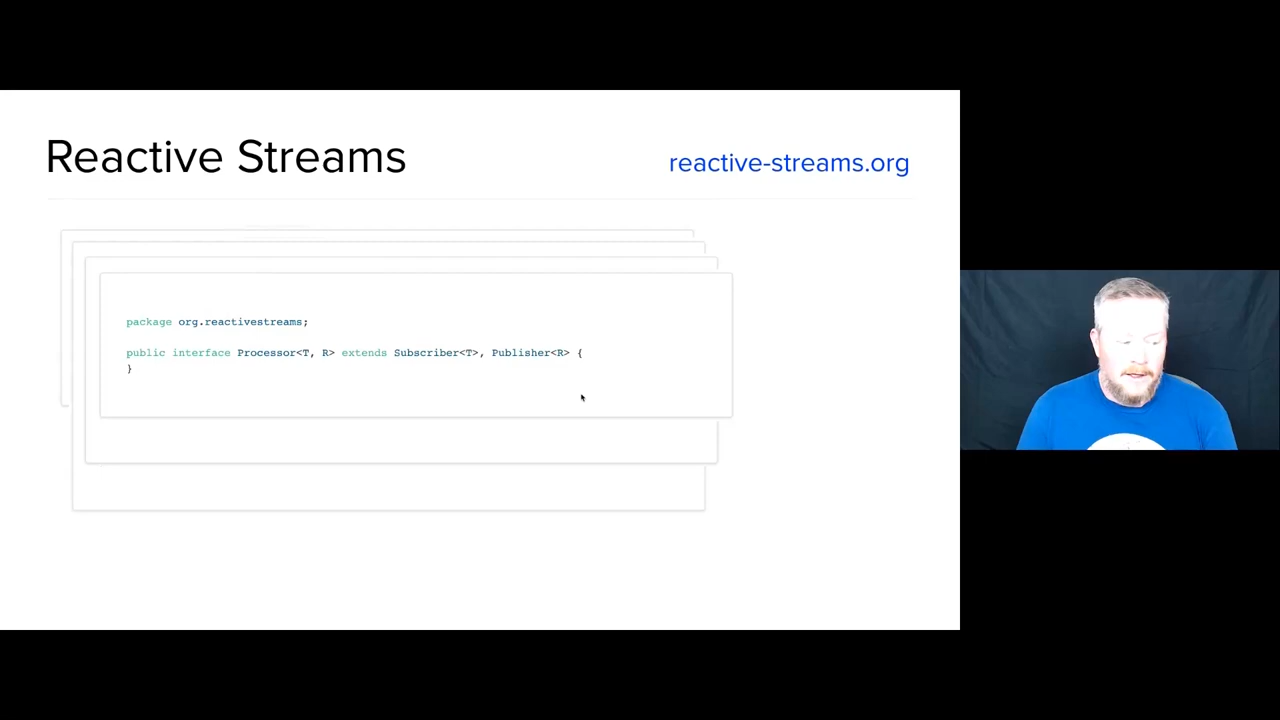 Reactive Streams
reactive-streams.org
package org.reactivestreams;
public interface Processor<T, R> extends Subscriber<T>, Publisher<R> {
}